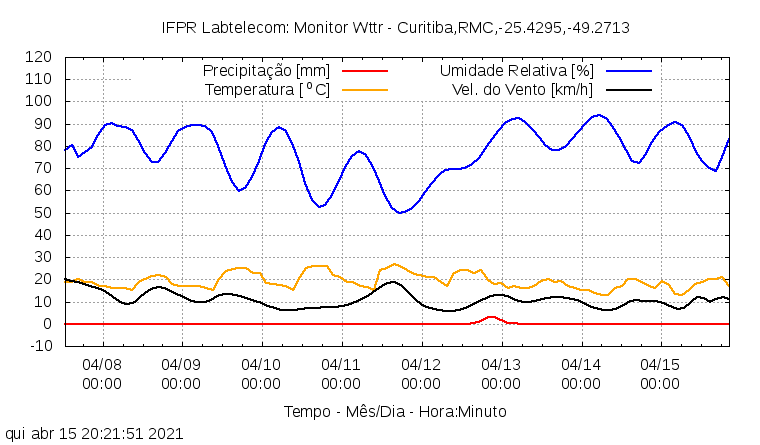 IFPR Labtelecom: Monitor Wttr - Curitiba,RMC,-25.4295,-49.2713
Precipitação [mm]
Umidade Relativa [%]
Temperatura [ ⁰C]
Vel. do Vento [km/h]
120
110
100
90
80
70
60
50
40
30
20
10
0
-10
04/08 04/09 04/10 04/11 04/12 04/13 04/14 04/15
00:00 00:00 00:00 00:00 00:00 00:00 00:00 00:00
Tempo - Mês/Dia - Hora:Minuto
qui abr 15 20:21:51 2021